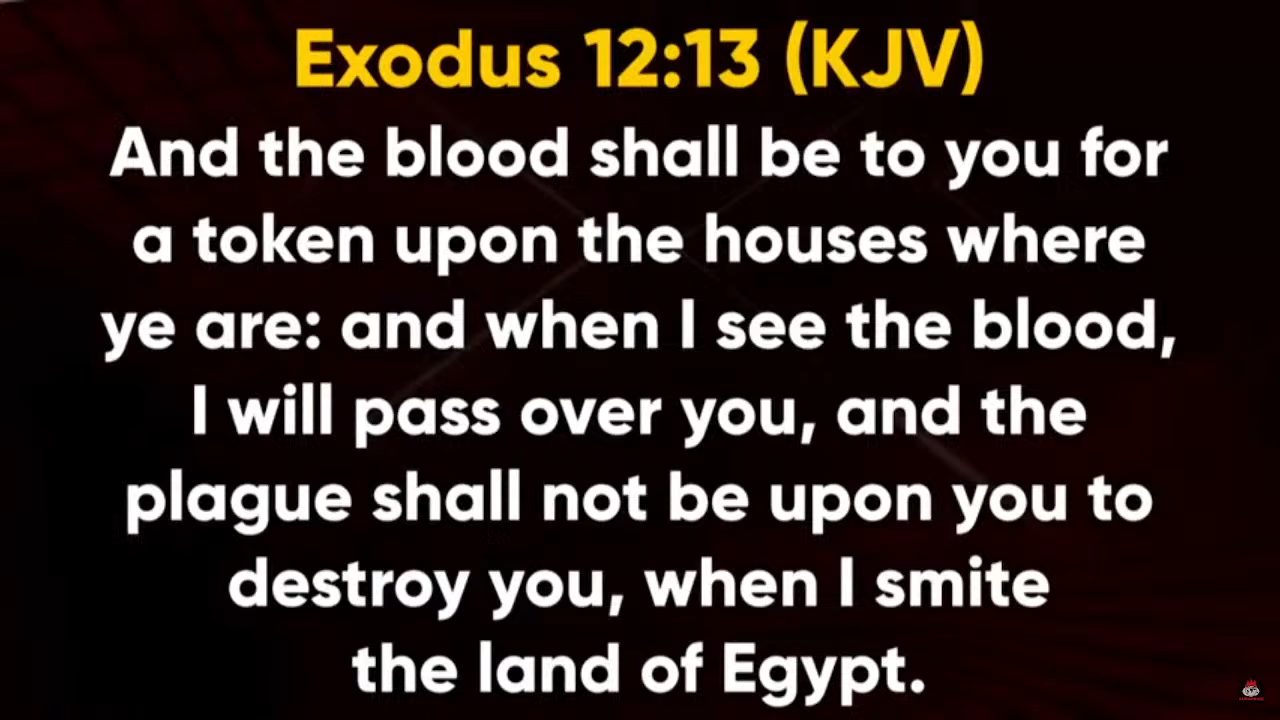 Exodus 12:13 (KJV)
And the blood shall be to you for
a token upon the houses where
ye are: and when I see the blood,
I will pass over you, and the
plague shall not be upon you to
destroy you, when I smite
the land of Egypt.